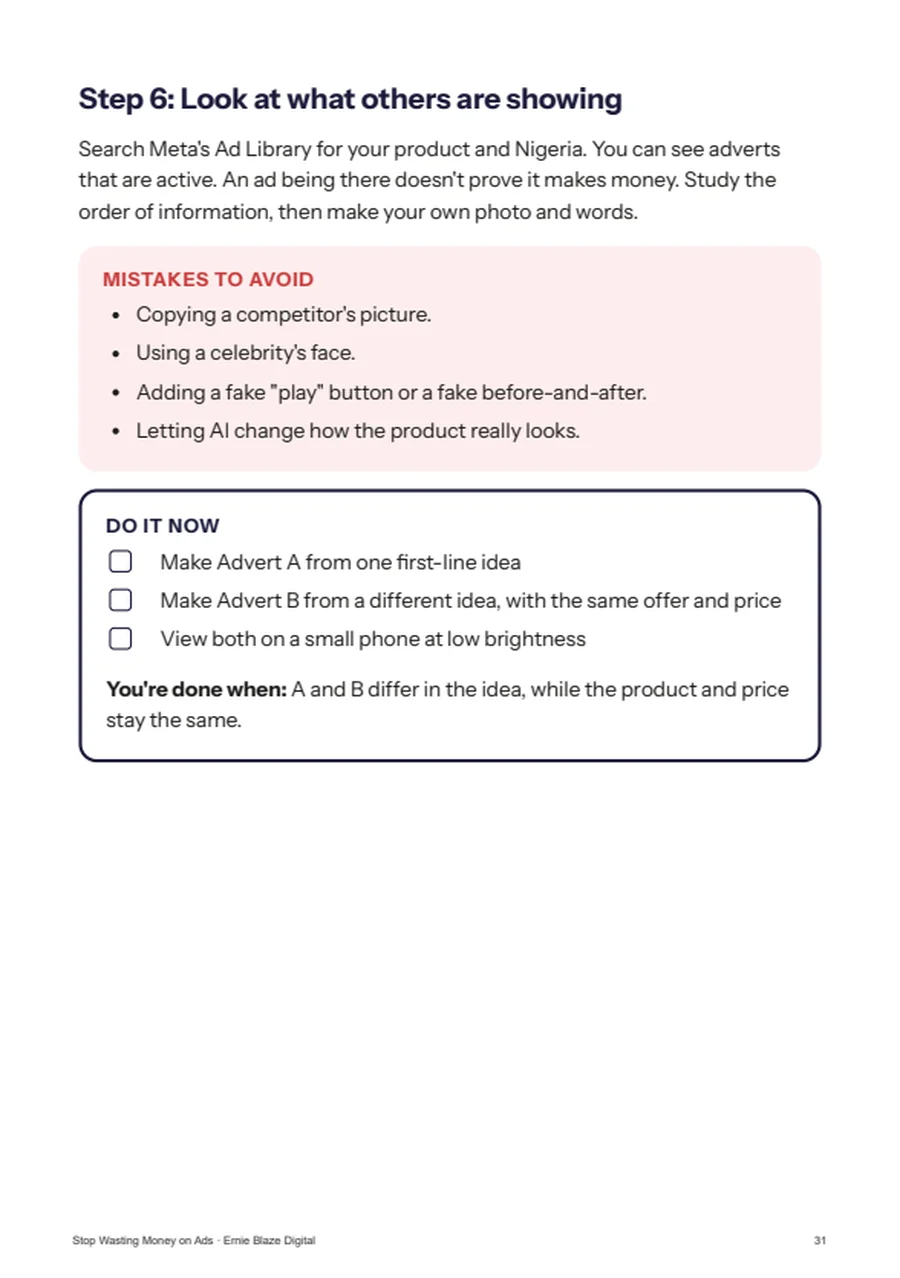 Step 6: Look at what others are showing
Search Meta's Ad Library for your product and Nigeria. You can see adverts
that are active. An ad being there doesn't prove it makes money. Study the
order of information, then make your own photo and words.
MISTAKES TO AVOID
• Copying a competitor's picture.
• Using a celebrity's face.
• Adding a fake "play" button or a fake before-and-after.
• Letting AI change how the product really looks.
DO IT NOW
Make Advert A from one first-line idea
Make Advert B from a different idea, with the same offer and price
View both on a small phone at low brightness
You're done when: A and B differ in the idea, while the product and price
stay the same.
Stop Wasting Money on Ads · Ernie Blaze Digital
31